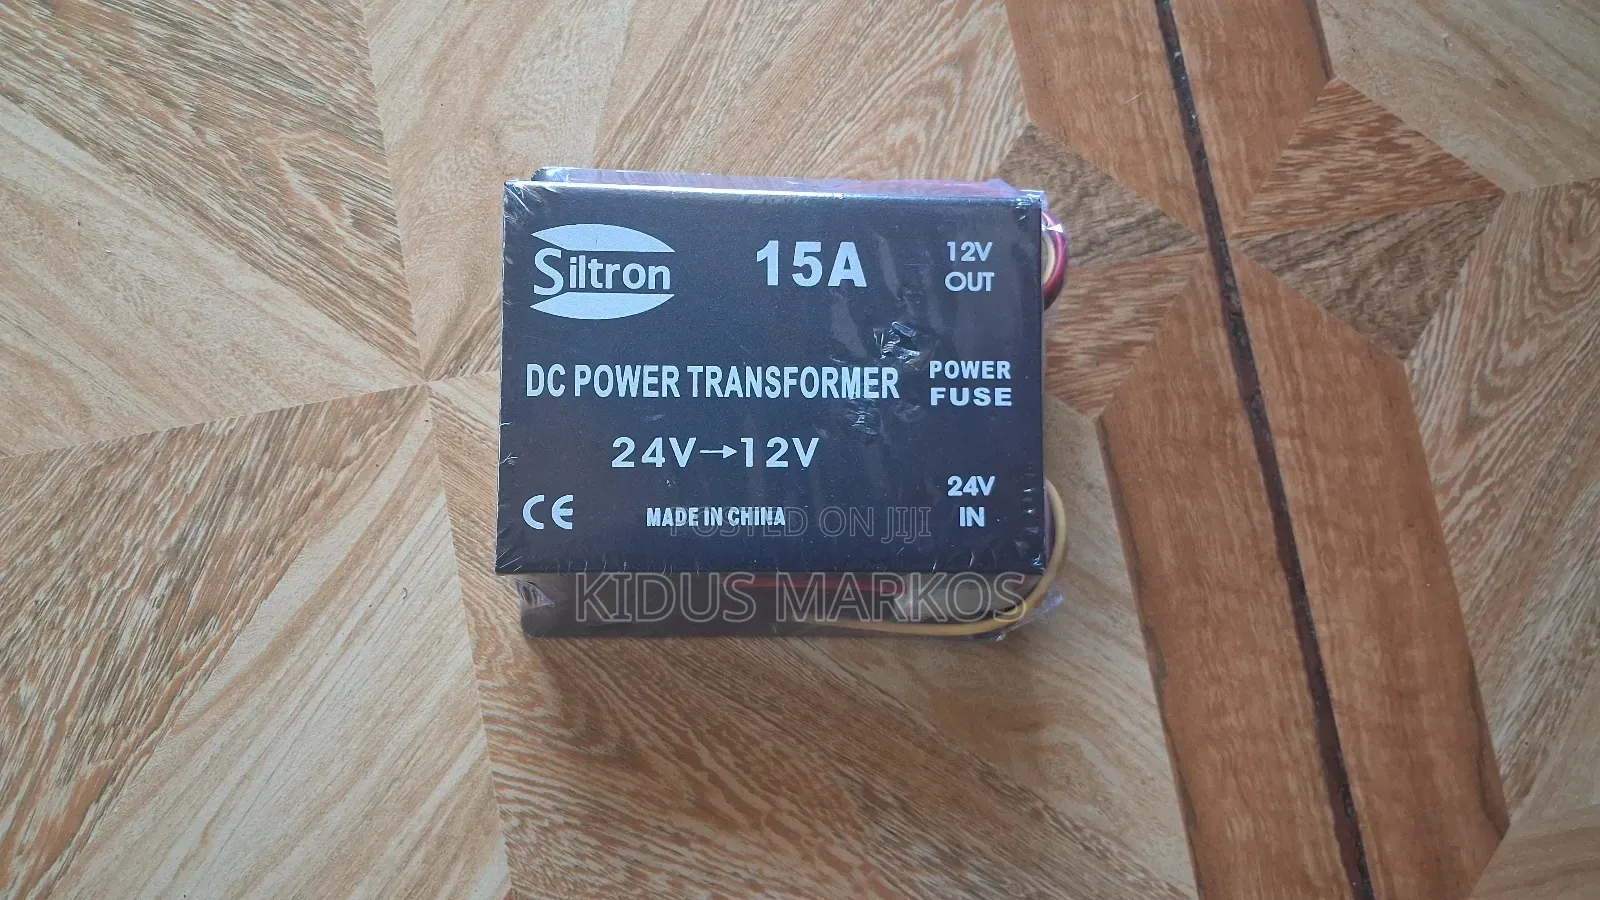 Siltron
15A
12V
OUT
DC POWER TRANSFORMER
POWER
FUSE
24V→12V
24V
IN
CE
MADE IN CHINA
POSTED ON JIJI
KIDUS MARKOS